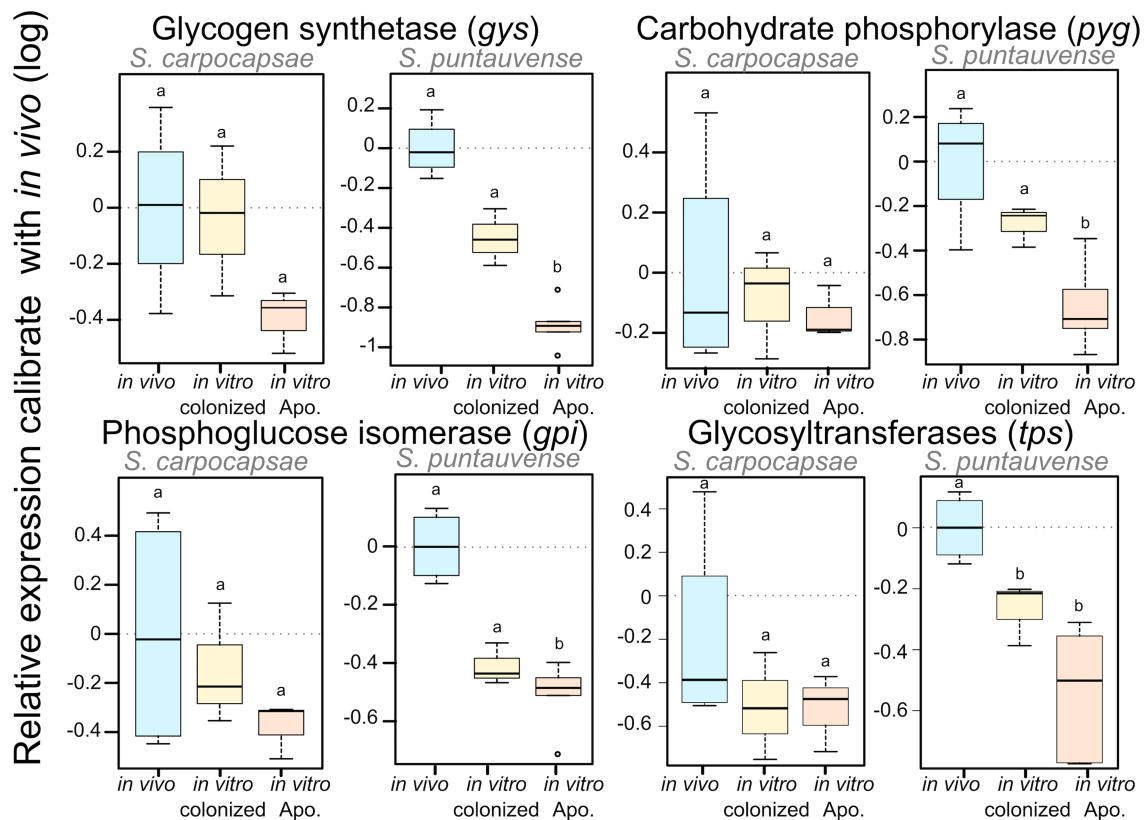 Relative expression calibrate with in vivo (log)
Glycogen synthetase (gys)
S. carpocapsae
S. puntauvense
a
a
a
0.2
0
-0.2
-0.4
in vivo in vitro in vitro
colonized Apo.
a
a
b
0.2
0
-0.2
-0.4
-0.6
-0.8
-1
in vivo in vitro in vitro
colonized Apo.
Carbohydrate phosphorylase (pyg)
S. carpocapsae
S. puntauvense
a
a
a
0.4
0.2
0
-0.2
in vivo in vitro in vitro
colonized Apo.
a
a
b
0.2
0
-0.2
-0.4
-0.6
-0.8
in vivo in vitro in vitro
colonized Apo.
Phosphoglucose isomerase (gpi)
S. carpocapsae
S. puntauvense
a
a
a
0.4
0.2
0
-0.2
-0.4
in vivo in vitro in vitro
colonized Apo.
a
a
b
0
-0.2
-0.4
-0.6
in vivo in vitro in vitro
colonized Apo.
Glycosyltransferases (tps)
S. carpocapsae
S. puntauvense
a
a
a
0.4
0.2
0
-0.2
-0.4
-0.6
in vivo in vitro in vitro
colonized Apo.
a
b
b
0
-0.2
-0.4
-0.6
in vivo in vitro in vitro
colonized Apo.